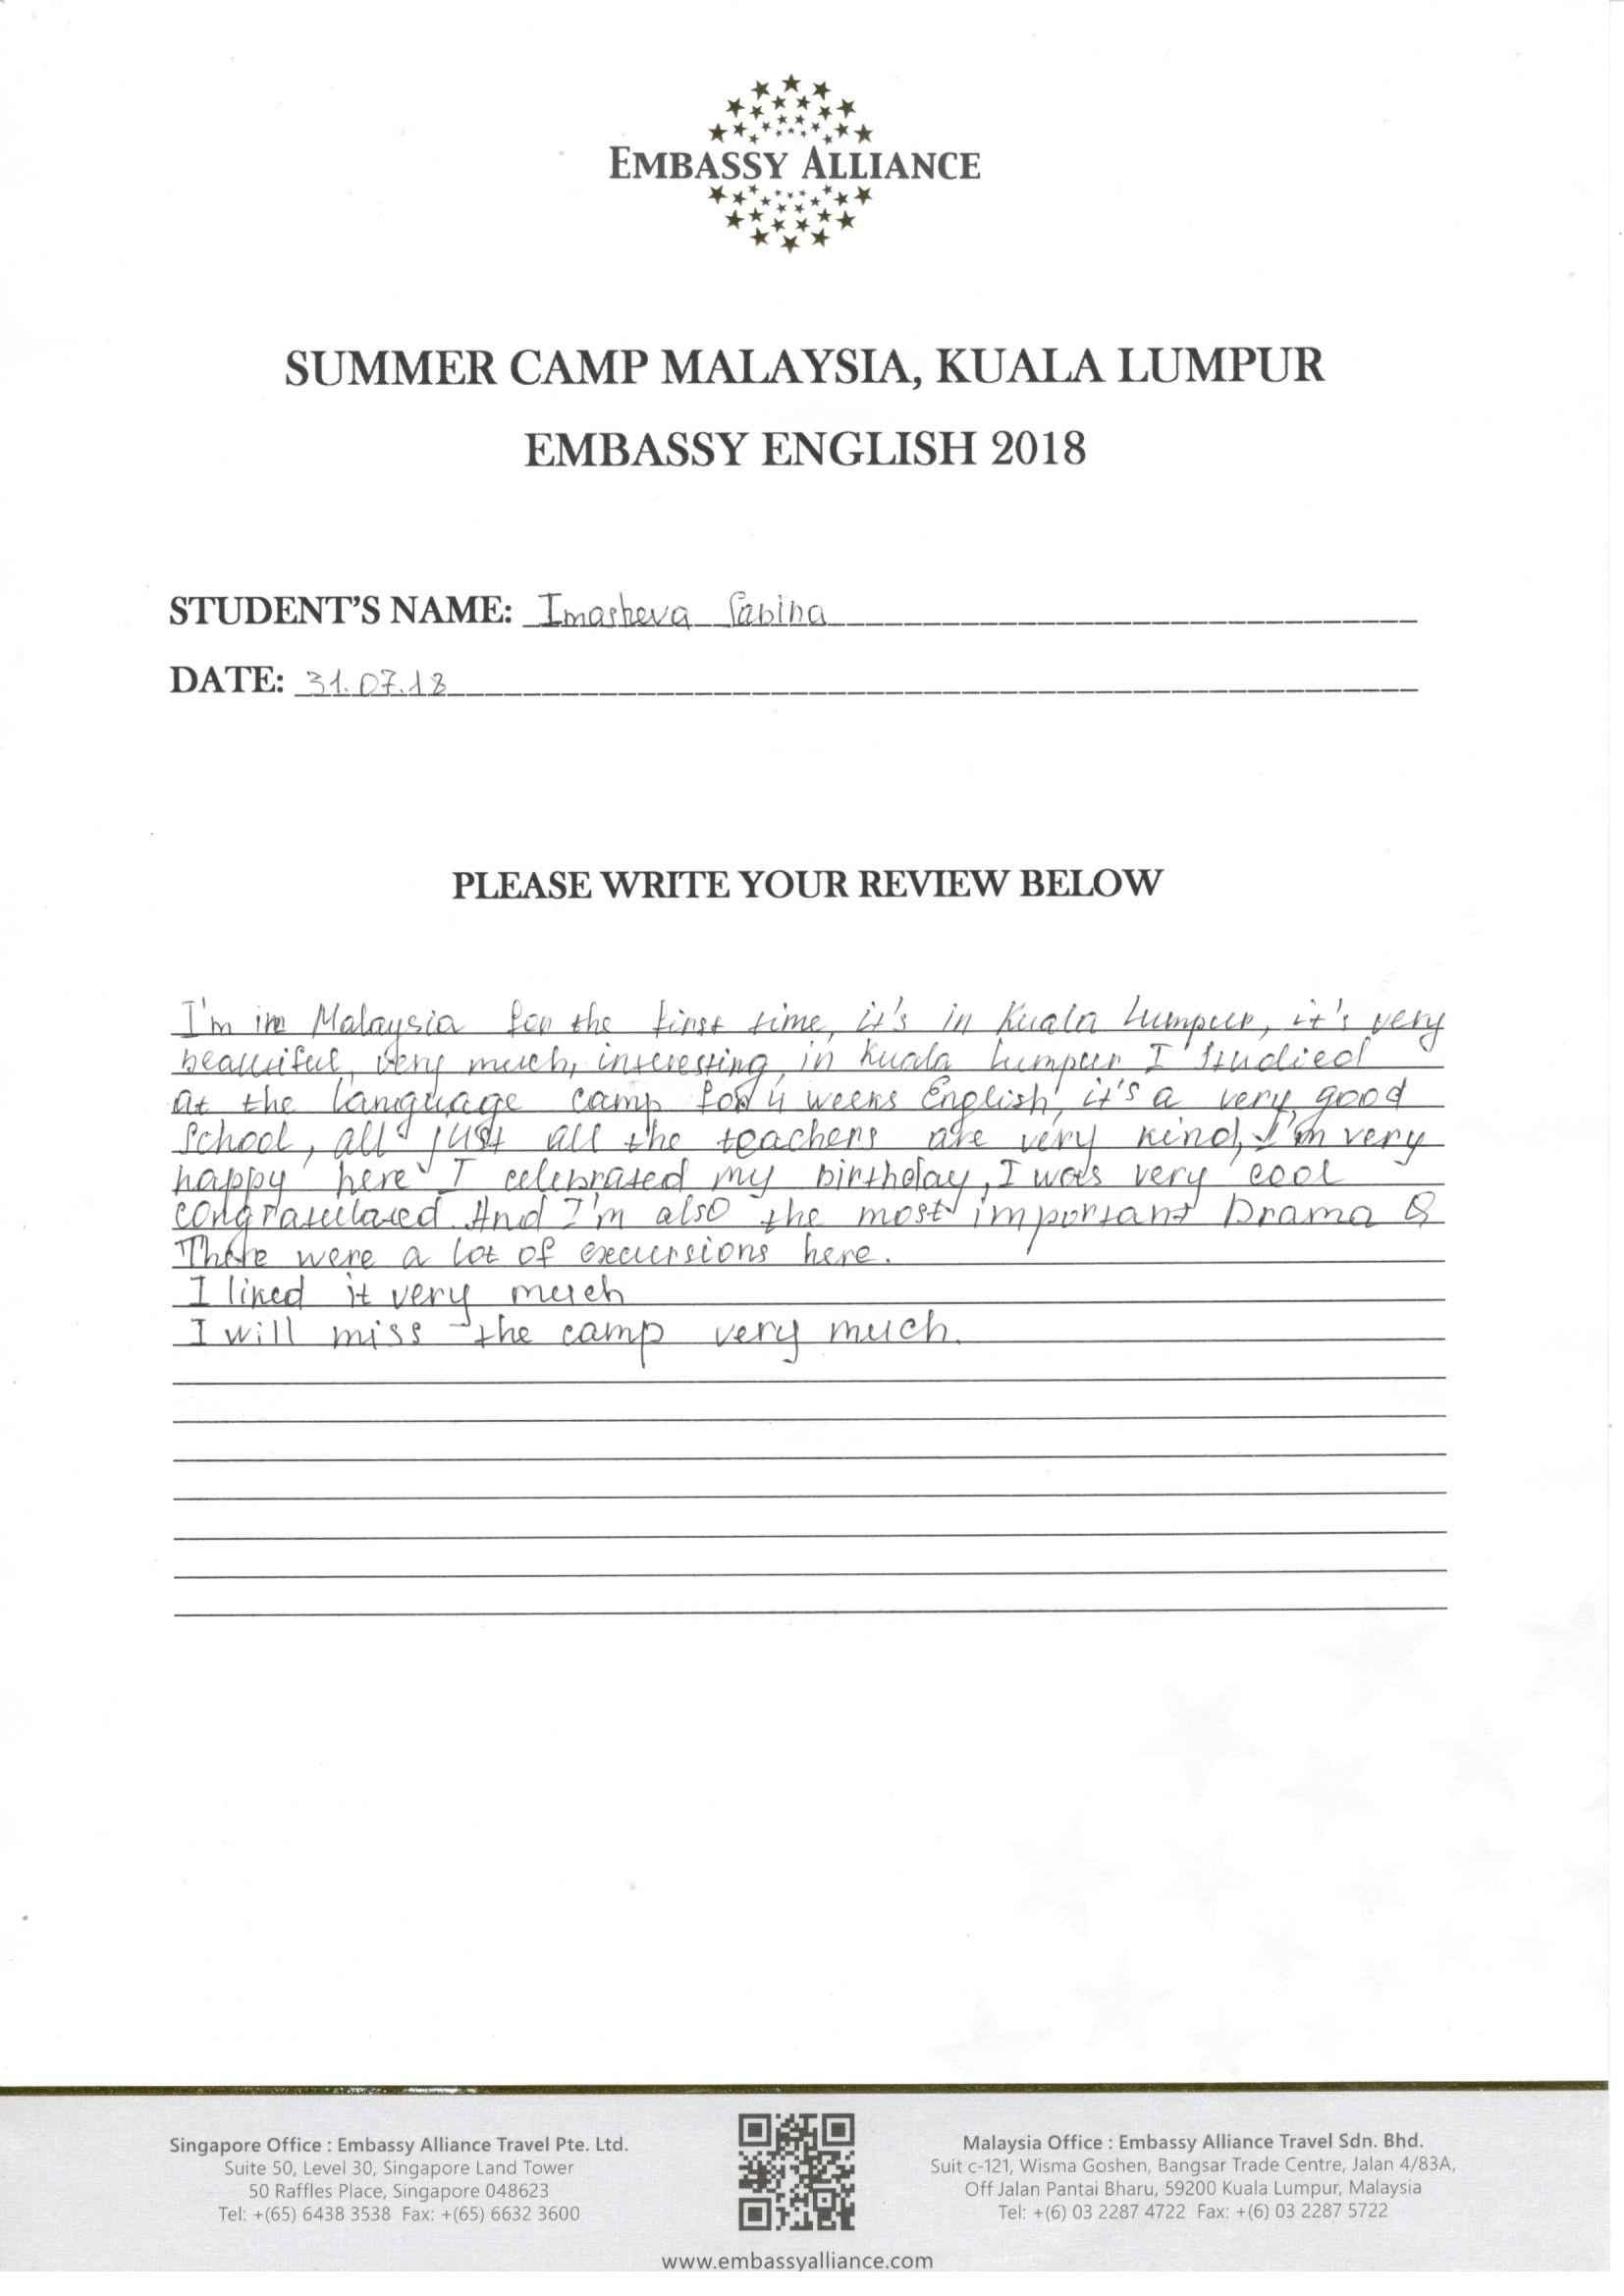 EMBASSY ALLIANCE
SUMMER CAMP MALAYSIA, KUALA LUMPUR
EMBASSY ENGLISH 2018
STUDENT'S NAME: Imasheva Sabina
DATE: 31.07.18
PLEASE WRITE YOUR REVIEW BELOW
I'm in Malaysia for the first time, it's in Kuala Lumpur, it's very
beautiful, very much, interesting, in Kuala Lumpur I studied
at the language camp for 4 weeks English, it's a very good
School, all just all the teachers are very kind, I'm very
happy here I celebrated my birthday, I was very cool
congratulated. And I'm also the most important Drama Q
There were a lot of excursions here.
I liked it very much
I will miss the camp very much.
Singapore Office : Embassy Alliance Travel Pte. Ltd.
Suite 50, Level 30, Singapore Land Tower
50 Raffles Place, Singapore 048623
Tel: +(65) 6438 3538 Fax: +(65) 6632 3600
Malaysia Office : Embassy Alliance Travel Sdn. Bhd.
Suit c-121, Wisma Goshen, Bangsar Trade Centre, Jalan 4/83A,
Off Jalan Pantai Bharu, 59200 Kuala Lumpur, Malaysia
Tel: +(6) 03 2287 4722 Fax: +(6) 03 2287 5722
www.embassyalliance.com